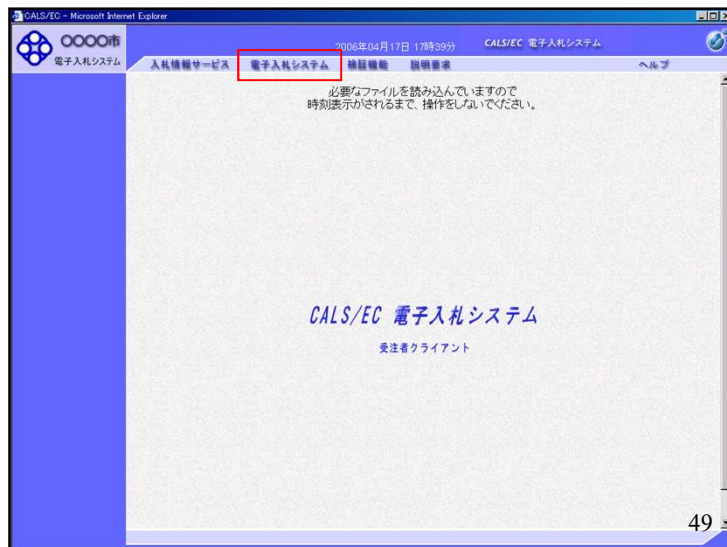 CALS/EC - Microsoft Internet Explorer
〇〇〇〇市
電子入札システム
2006年04月17日 17時39分
CALS/EC 電子入札システム
入札情報サービス 電子入札システム 検証機能 説明要求 ヘルプ
必要なファイルを読み込んでいますので
時刻表示がされるまで、操作をしないでください。
CALS/EC 電子入札システム
受注者クライアント
49